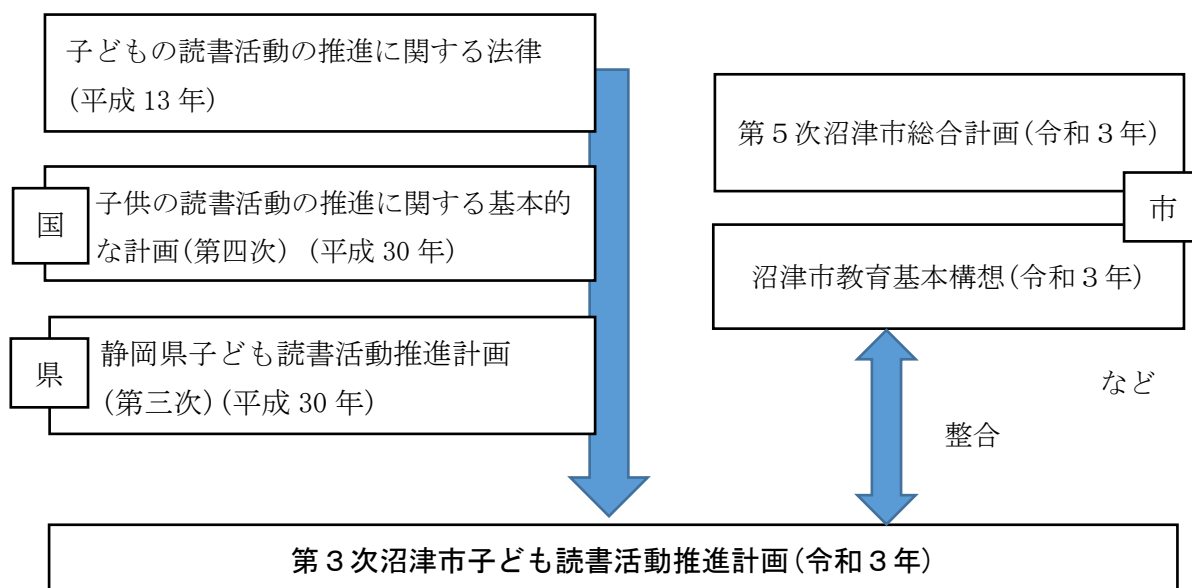 子どもの読書活動の推進に関する法律
(平成 13 年)
国
子供の読書活動の推進に関する基本的
な計画(第四次) (平成 30 年)
県
静岡県子ども読書活動推進計画
(第三次)(平成 30 年)
第５次沼津市総合計画(令和３年)
市
沼津市教育基本構想(令和３年)
など
整合
第３次沼津市子ども読書活動推進計画(令和３年)